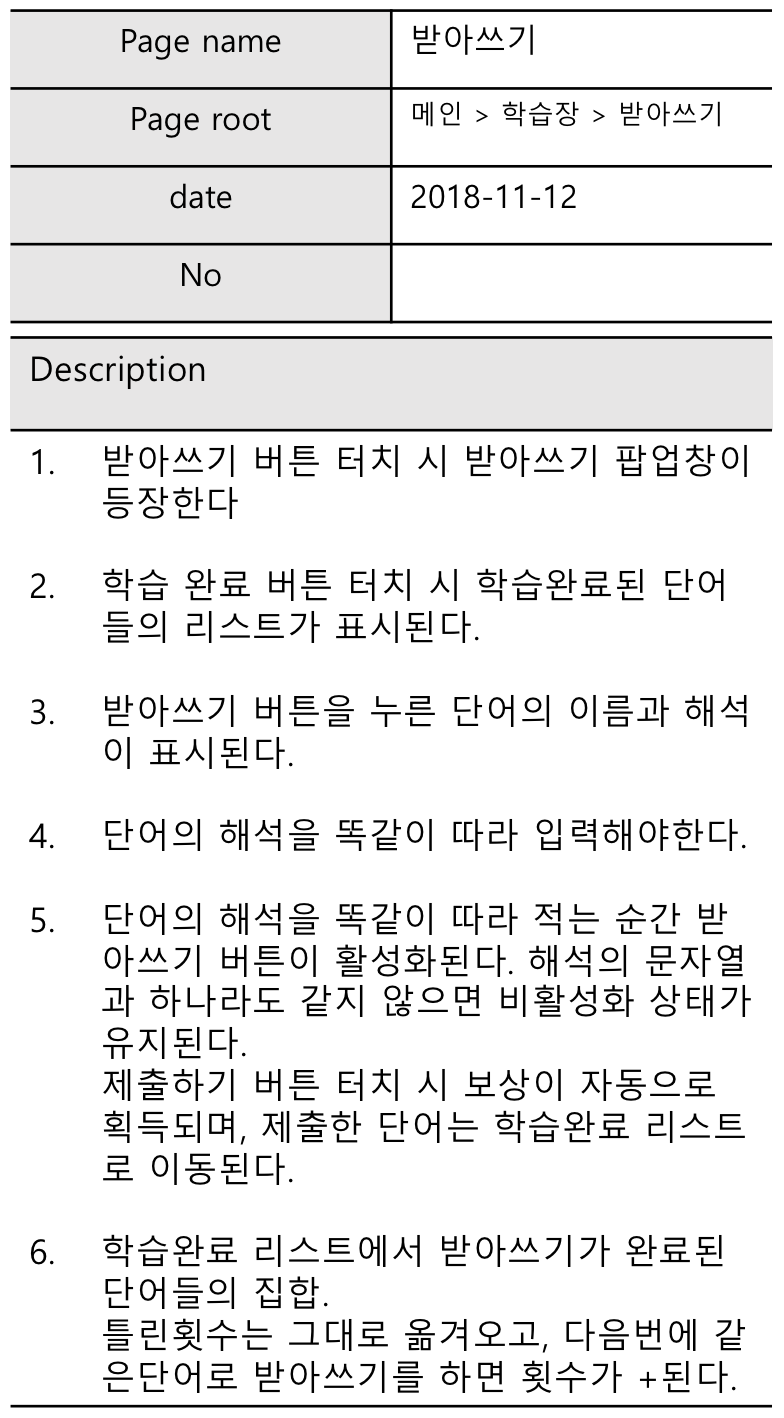 Page name
받아쓰기
Page root
메인 > 학습장 > 받아쓰기
date
2018-11-12
No
Description
1. 받아쓰기 버튼 터치 시 받아쓰기 팝업창이
등장한다
2. 학습 완료 버튼 터치 시 학습완료된 단어
들의 리스트가 표시된다.
3. 받아쓰기 버튼을 누른 단어의 이름과 해석
이 표시된다.
4. 단어의 해석을 똑같이 따라 입력해야한다.
5. 단어의 해석을 똑같이 따라 적는 순간 받
아쓰기 버튼이 활성화된다. 해석의 문자열
과 하나라도 같지 않으면 비활성화 상태가
유지된다.
제출하기 버튼 터치 시 보상이 자동으로
획득되며, 제출한 단어는 학습완료 리스트
로 이동된다.
6. 학습완료 리스트에서 받아쓰기가 완료된
단어들의 집합.
틀린횟수는 그대로 옮겨오고, 다음번에 같
은단어로 받아쓰기를 하면 횟수가 +된다.